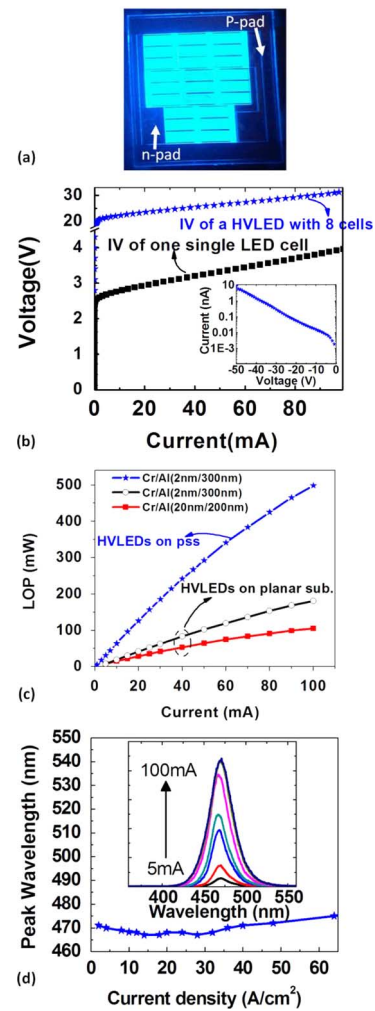 P-pad
n-pad
(a)
Voltage(V)
30
20
4
3
2
1
0
IV of a HVLED with 8 cells
IV of one single LED cell
Current (nA)
10
1
0.1
0.01
1E-3
-50 -40 -30 -20 -10 0
Voltage (V)
0 20 40 60 80
Current(mA)
(b)
LOP (mW)
500
400
300
200
100
0
Cr/Al(2nm/300nm)
Cr/Al(2nm/300nm)
Cr/Al(20nm/200nm)
HVLEDs on pss
HVLEDs on planar sub.
0 20 40 60 80 100
Current (mA)
(c)
Peak Wavelength (nm)
550
540
530
520
510
500
490
480
470
460
100mA
5mA
400 450 500 550
Wavelength (nm)
0 10 20 30 40 50 60
Current density (A/cm²)
(d)